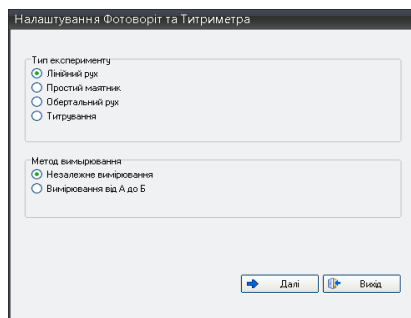 Налаштування Фотоворіт та Титриметра
Тип експерименту
Лінійний рух
Простий маятник
Обертальний рух
Титрування
Метод вимырювання
Незалежне вимірювання
Вимірювання від А до Б
Далі
Вихід